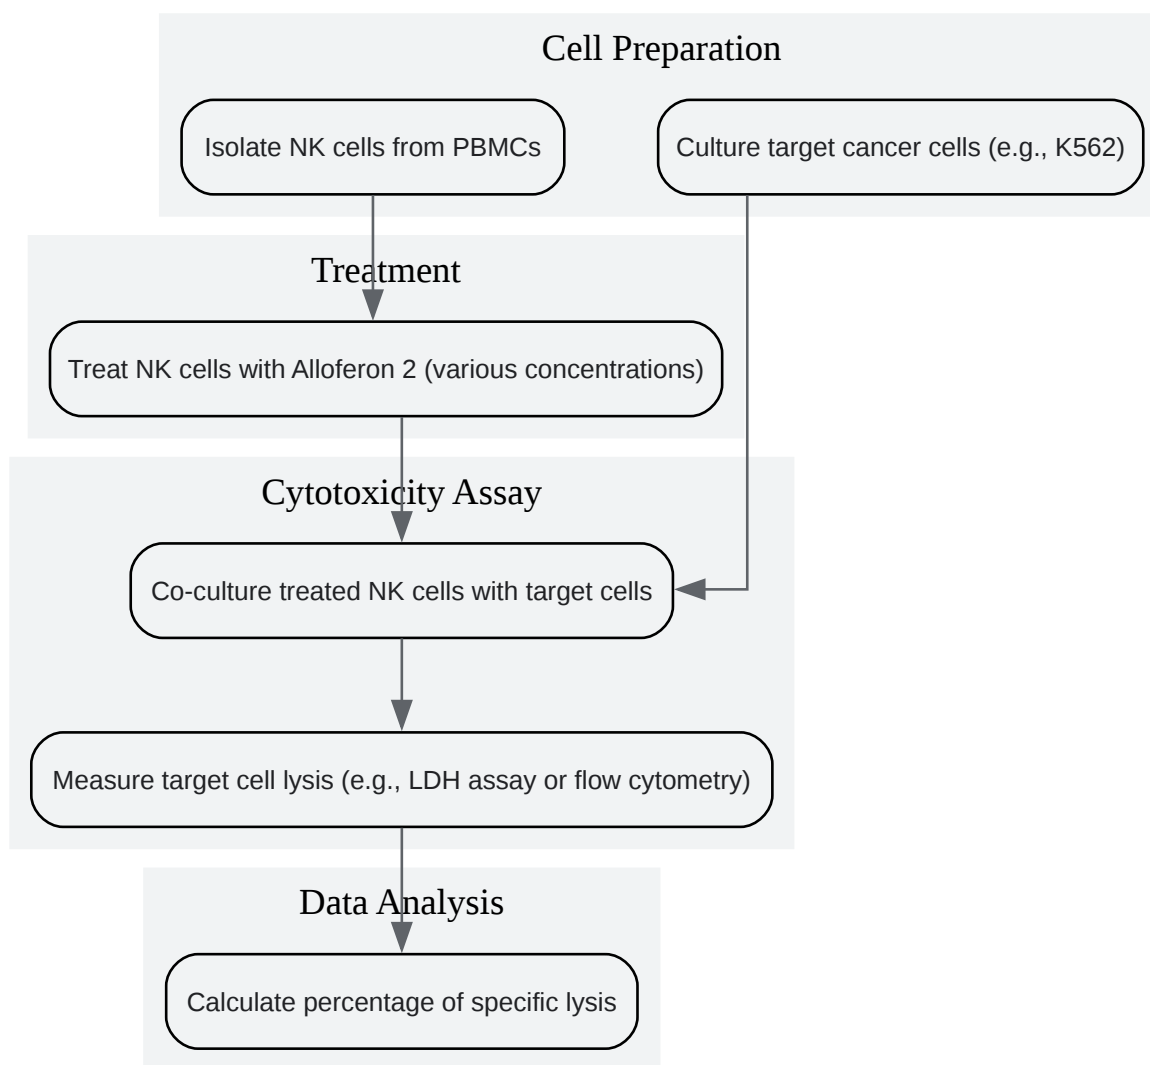 Cell Preparation
Isolate NK cells from PBMCs
Culture target cancer cells (e.g., K562)
Treatment
Treat NK cells with Alloferon 2 (various concentrations)
Cytotoxicity Assay
Co-culture treated NK cells with target cells
Measure target cell lysis (e.g., LDH assay or flow cytometry)
Data Analysis
Calculate percentage of specific lysis